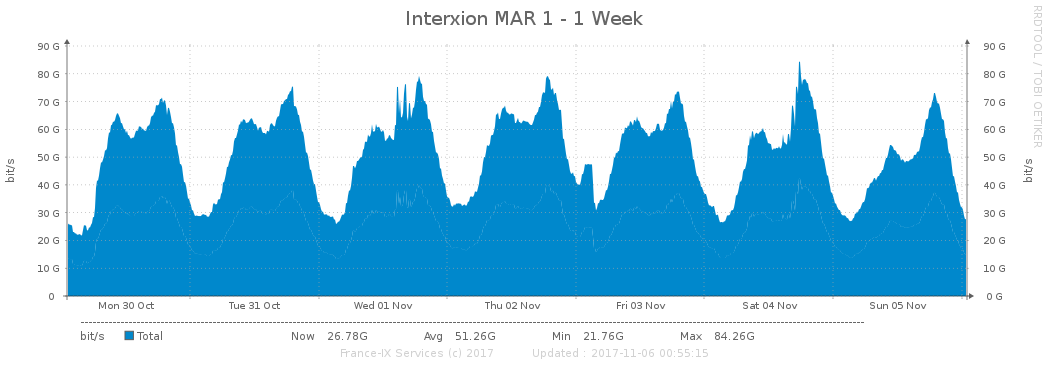 Interxion MAR 1 - 1 Week
RRDTOOL / TOBI OETIKER
90 G 90 G
80 G 80 G
70 G 70 G
60 G 60 G
50 G 50 G
40 G 40 G
30 G 30 G
20 G 20 G
10 G 10 G
0 0 G
bit/s bit/s
Mon 30 Oct Tue 31 Oct Wed 01 Nov Thu 02 Nov Fri 03 Nov Sat 04 Nov Sun 05 Nov
bit/s Total Now 26.78G Avg 51.26G Min 21.76G Max 84.26G
France-IX Services (c) 2017 Updated : 2017-11-06 00:55:15